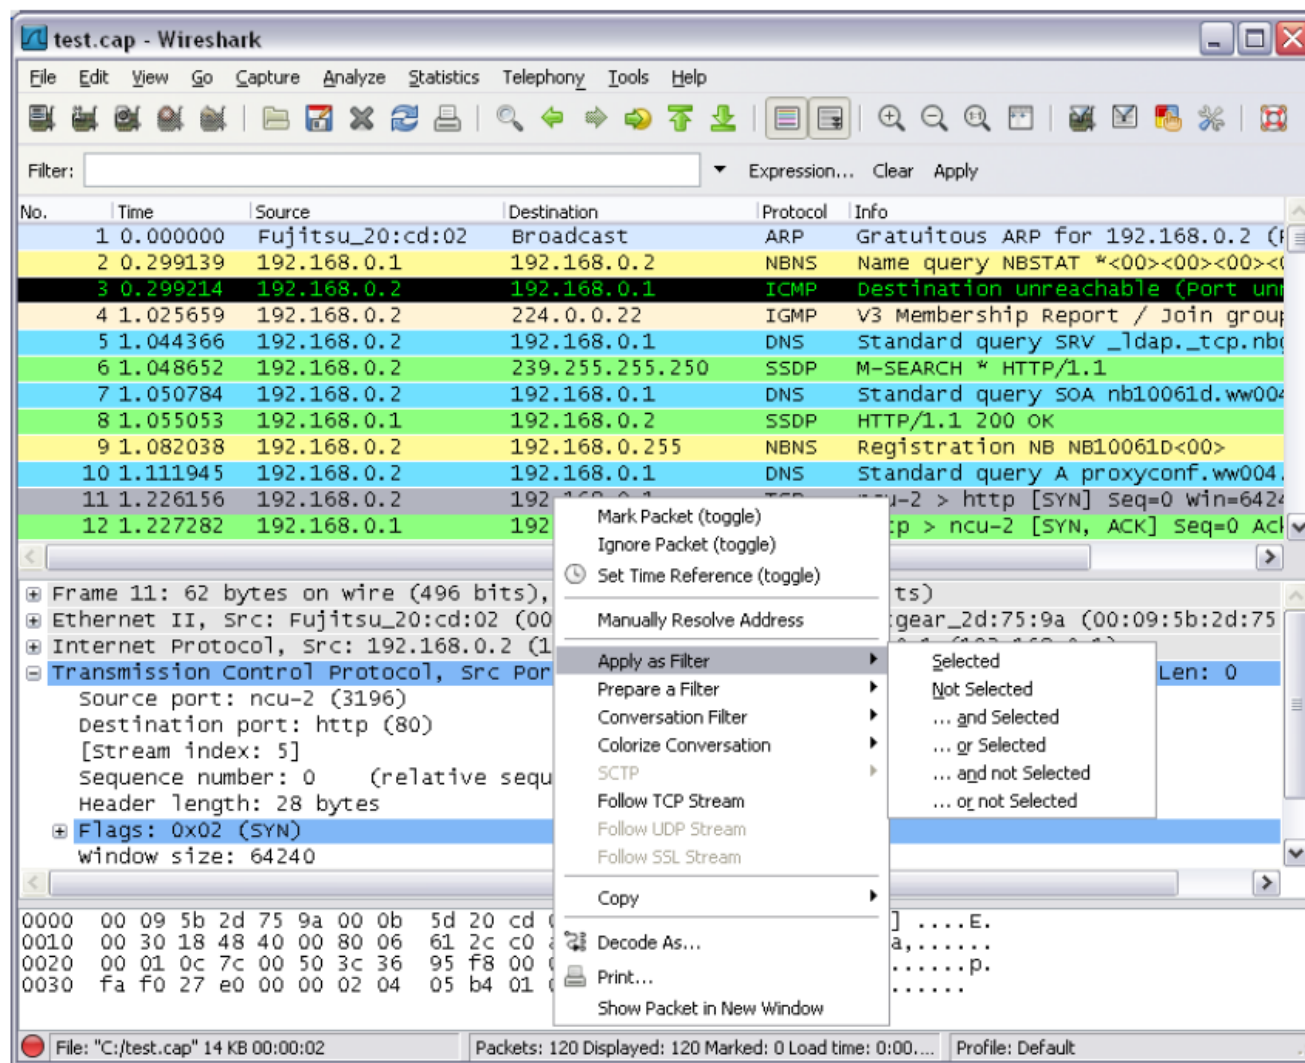 test.cap - Wireshark
File Edit View Go Capture Analyze Statistics Telephony Tools Help
Filter: Expression... Clear Apply
No. Time Source Destination Protocol Info
1 0.000000 Fujitsu_20:cd:02 Broadcast ARP Gratuitous ARP for 192.168.0.2 (
2 0.299139 192.168.0.1 192.168.0.2 NBNS Name query NBSTAT *<00><00><00><
3 0.299214 192.168.0.2 192.168.0.1 ICMP Destination unreachable (Port un
4 1.025659 192.168.0.2 224.0.0.22 IGMP V3 Membership Report / Join group
5 1.044366 192.168.0.2 192.168.0.1 DNS Standard query SRV _ldap._tcp.nb
6 1.048652 192.168.0.2 239.255.255.250 SSDP M-SEARCH * HTTP/1.1
7 1.050784 192.168.0.2 192.168.0.1 DNS Standard query SOA nb10061d.ww004
8 1.055053 192.168.0.1 192.168.0.2 SSDP HTTP/1.1 200 OK
9 1.082038 192.168.0.2 192.168.0.255 NBNS Registration NB NB10061D<00>
10 1.111945 192.168.0.2 192.168.0.1 DNS Standard query A proxyconf.ww004.
11 1.226156 192.168.0.2 192 > http [SYN] Seq=0 Win=6424
12 1.227282 192.168.0.1 192 > ncu-2 [SYN, ACK] Seq=0 Ac
Mark Packet (toggle)
Ignore Packet (toggle)
Set Time Reference (toggle)
Manually Resolve Address
Apply as Filter
Prepare a Filter
Conversation Filter
Colorize Conversation
SCTP
Follow TCP Stream
Follow UDP Stream
Follow SSL Stream
Copy
Decode As...
Print...
Show Packet in New Window
Selected
Not Selected
... and Selected
... or Selected
... and not Selected
... or not Selected
Frame 11: 62 bytes on wire (496 bits), ts)
Ethernet II, Src: Fujitsu_20:cd:02 (00 gear_2d:75:9a (00:09:5b:2d:75
Internet Protocol, Src: 192.168.0.2 (1
Transmission Control Protocol, Src Por Len: 0
Source port: ncu-2 (3196)
Destination port: http (80)
[Stream index: 5]
Sequence number: 0 (relative sequ
Header length: 28 bytes
Flags: 0x02 (SYN)
Window size: 64240
0000 00 09 5b 2d 75 9a 00 0b 5d 20 cd ] ....E.
0010 00 30 18 48 40 00 80 06 61 2c c0 a,......
0020 00 01 0c 7c 00 50 3c 36 95 f8 00 ......p.
0030 fa f0 27 e0 00 00 02 04 05 b4 01 ......
File: "C:/test.cap" 14 KB 00:00:02 Packets: 120 Displayed: 120 Marked: 0 Load time: 0:00.... Profile: Default